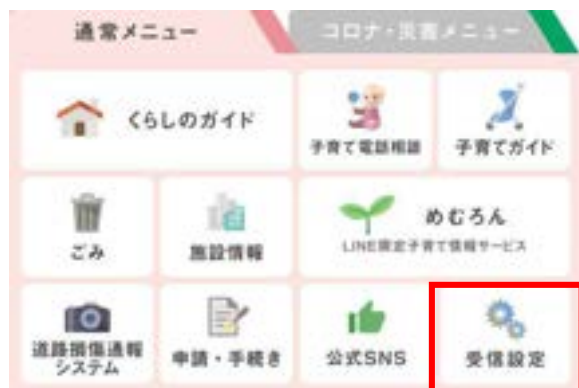 通常メニュー
コロナ・災害メニュー
くらしのガイド
子育て電話相談
子育てガイド
ごみ
施設情報
めむろん
LINE限定子育て情報サービス
道路損傷通報
システム
申請・手続き
公式SNS
受信設定